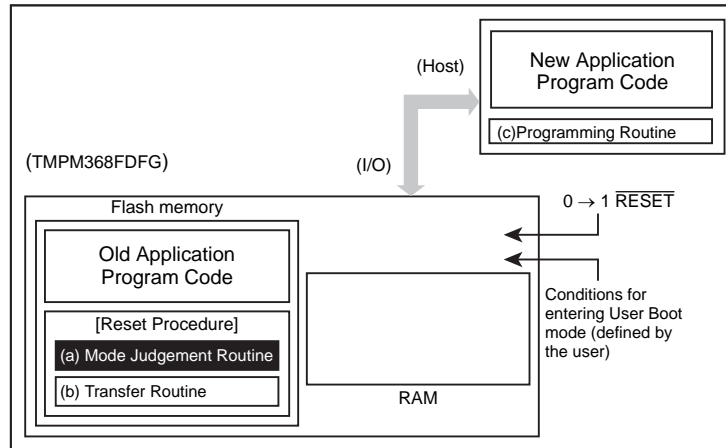 New Application
Program Code
(c)Programming Routine
(Host)
(TMPM368FDFG)
(I/O)
0 → 1 RESET
Flash memory
Old Application
Program Code
[Reset Procedure]
(a) Mode Judgement Routine
(b) Transfer Routine
RAM
Conditions for
entering User Boot
mode (defined by
the user)